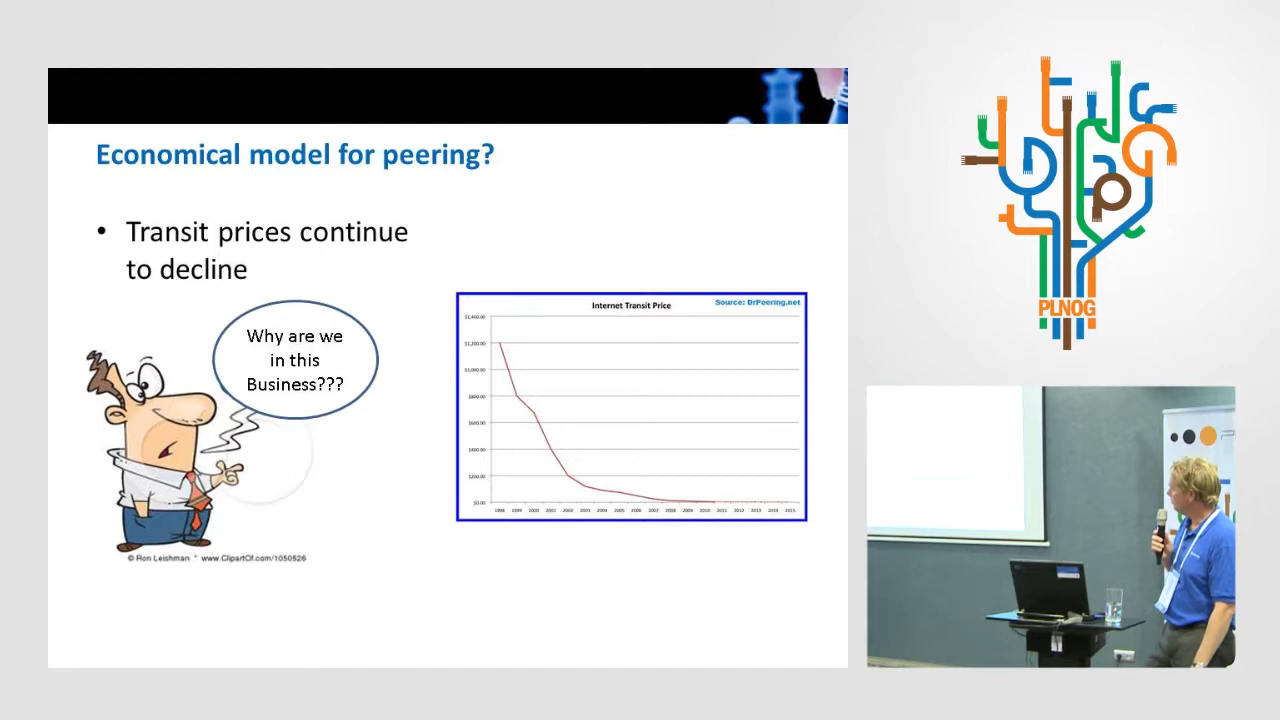 Economical model for peering?
• Transit prices continue
to decline
Why are we
in this
Business???
© Ron Leishman * www.ClipartOf.com/1050526
Internet Transit Price
Source: DrPeering.net
$1,400.00
$1,200.00
$1,000.00
$800.00
$600.00
$400.00
$200.00
$0.00
1998 1999 2000 2001 2002 2003 2004 2005 2006 2007 2008 2009 2010 2011 2012 2013 2014 2015
PLNOG